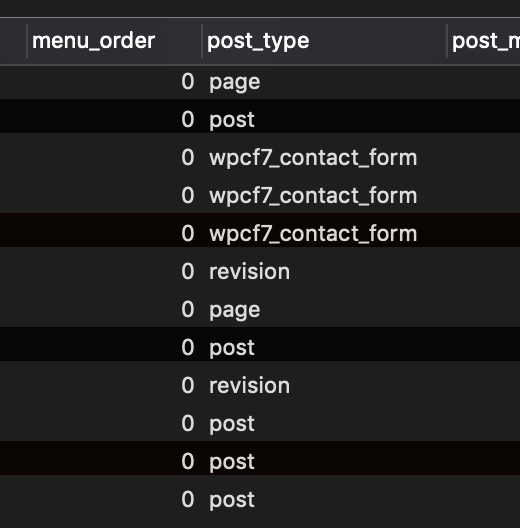 menu_order post_type post_m
0 page
0 post
0 wpcf7_contact_form
0 wpcf7_contact_form
0 wpcf7_contact_form
0 revision
0 page
0 post
0 revision
0 post
0 post
0 post